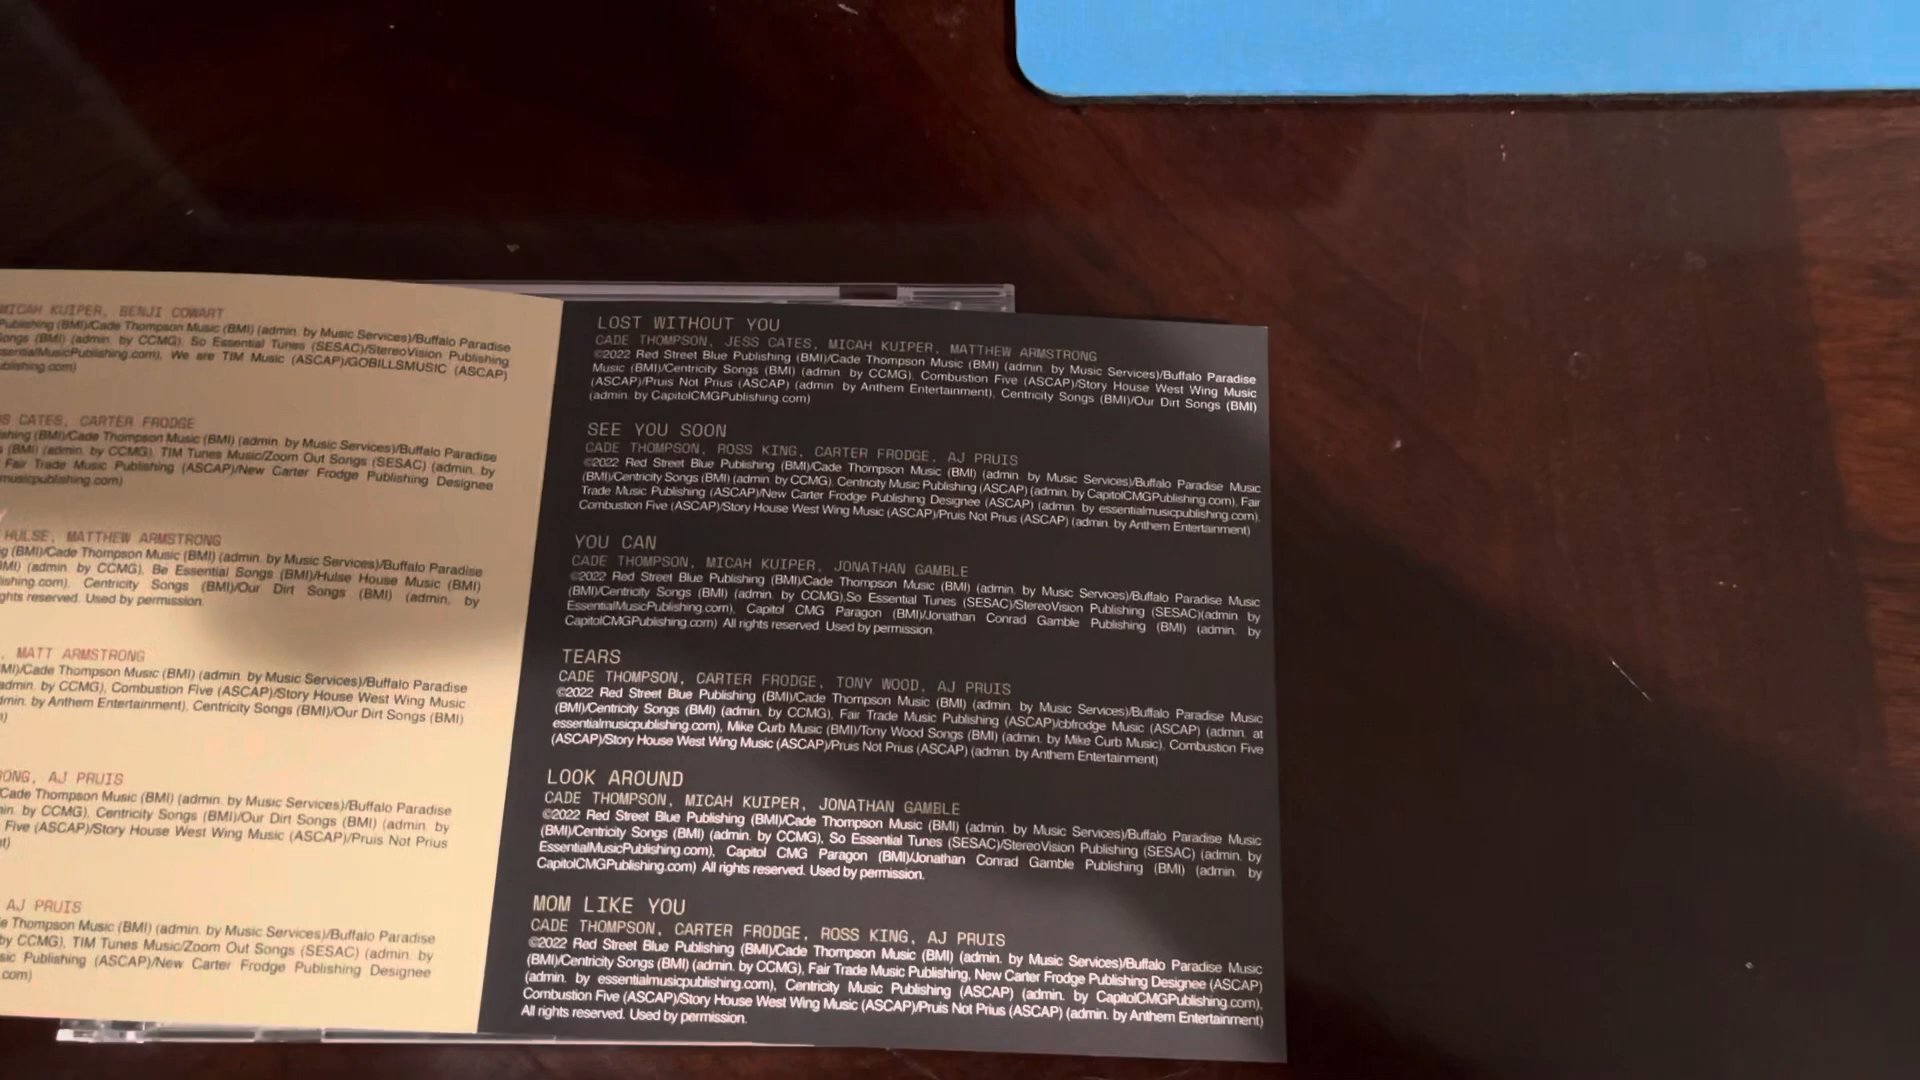 MICAH KUIPER, BENJI COWART
Publishing (BMI)/Cade Thompson Music (BMI) (admin. by Music Services)/Buffalo Paradise
Songs (BMI) (admin. by CCMG), So Essential Tunes (SESAC)/StereoVision Publishing
We are TIM Music (ASCAP)/GOBILLSMUSIC (ASCAP)
CATES, CARTER FRODGE
(BMI)/Cade Thompson Music (BMI) (admin. by Music Services)/Buffalo Paradise
(BMI) (admin. by CCMG), TIM Tunes Music/Zoom Out Songs (SESAC) (admin. by
Fair Trade Music Publishing (ASCAP)/New Carter Frodge Publishing Designee
HULSE, MATTHEW ARMSTRONG
(BMI)/Cade Thompson Music (BMI) (admin. by Music Services)/Buffalo Paradise
(admin. by CCMG), Be Essential Songs (BMI)/Hulse House Music (BMI)
Centricity Songs (BMI)/Our Dirt Songs (BMI) (admin. by
reserved. Used by permission.
, MATT ARMSTRONG
Cade Thompson Music (BMI) (admin. by Music Services)/Buffalo Paradise
by CCMG), Combustion Five (ASCAP)/Story House West Wing Music
by Anthem Entertainment), Centricity Songs (BMI)/Our Dirt Songs (BMI)
AJ PRUIS
Cade Thompson Music (BMI) (admin. by Music Services)/Buffalo Paradise
by CCMG), Centricity Songs (BMI)/Our Dirt Songs (BMI) (admin. by
Five (ASCAP)/Story House West Wing Music (ASCAP)/Pruis Not Prius
AJ PRUIS
Thompson Music (BMI) (admin. by Music Services)/Buffalo Paradise
by CCMG), TIM Tunes Music/Zoom Out Songs (SESAC) (admin. by
Publishing (ASCAP)/New Carter Frodge Publishing Designee
.com)
LOST WITHOUT YOU
CADE THOMPSON, JESS CATES, MICAH KUIPER, MATTHEW ARMSTRONG
©2022 Red Street Blue Publishing (BMI)/Cade Thompson Music (BMI) (admin. by Music Services)/Buffalo Paradise
Music (BMI)/Centricity Songs (BMI) (admin by CCMG), Combustion Five (ASCAP)/Story House West Wing Music
(ASCAP)/Pruis Not Prius (ASCAP) (admin. by Anthem Entertainment), Centricity Songs (BMI)/Our Dirt Songs (BMI)
(admin. by CapitolCMGPublishing.com)
SEE YOU SOON
CADE THOMPSON, ROSS KING, CARTER FRODGE, AJ PRUIS
©2022 Red Street Blue Publishing (BMI)/Cade Thompson Music (BMI) (admin. by Music Services)/Buffalo Paradise Music
(BMI)/Centricity Songs (BMI) (admin. by CCMG), Centricity Music Publishing (ASCAP) (admin. by CapitolCMGPublishing.com), Fair
Trade Music Publishing (ASCAP)/New Carter Frodge Publishing Designee (ASCAP) (admin. by essentialmusicpublishing.com),
Combustion Five (ASCAP)/Story House West Wing Music (ASCAP)/Pruis Not Prius (ASCAP) (admin. by Anthem Entertainment)
YOU CAN
CADE THOMPSON, MICAH KUIPER, JONATHAN GAMBLE
©2022 Red Street Blue Publishing (BMI)/Cade Thompson Music (BMI) (admin. by Music Services)/Buffalo Paradise Music
(BMI)/Centricity Songs (BMI) (admin. by CCMG),So Essential Tunes (SESAC)/StereoVision Publishing (SESAC)(admin by
EssentialMusicPublishing.com), Capitol CMG Paragon (BMI)/Jonathan Conrad Gamble Publishing (BMI) (admin. by
CapitolCMGPublishing.com) All rights reserved. Used by permission.
TEARS
CADE THOMPSON, CARTER FRODGE, TONY WOOD, AJ PRUIS
©2022 Red Street Blue Publishing (BMI)/Cade Thompson Music (BMI) (admin. by Music Services)/Buffalo Paradise Music
(BMI)/Centricity Songs (BMI) (admin. by CCMG), Fair Trade Music Publishing (ASCAP)/cbfrodge Music (ASCAP) (admin. at
essentialmusicpublishing.com), Mike Curb Music (BMI)/Tony Wood Songs (BMI) (admin. by Mike Curb Music), Combustion Five
(ASCAP)/Story House West Wing Music (ASCAP)/Pruis Not Prius (ASCAP) (admin. by Anthem Entertainment)
LOOK AROUND
CADE THOMPSON, MICAH KUIPER, JONATHAN GAMBLE
©2022 Red Street Blue Publishing (BMI)/Cade Thompson Music (BMI) (admin. by Music Services)/Buffalo Paradise Music
(BMI)/Centricity Songs (BMI) (admin. by CCMG), So Essential Tunes (SESAC)/StereoVision Publishing (SESAC) (admin. by
EssentialMusicPublishing.com), Capitol CMG Paragon (BMI)/Jonathan Conrad Gamble Publishing (BMI) (admin. by
CapitolCMGPublishing.com) All rights reserved. Used by permission.
MOM LIKE YOU
CADE THOMPSON, CARTER FRODGE, ROSS KING, AJ PRUIS
©2022 Red Street Blue Publishing (BMI)/Cade Thompson Music (BMI) (admin. by Music Services)/Buffalo Paradise Music
(BMI)/Centricity Songs (BMI) (admin. by CCMG), Fair Trade Music Publishing, New Carter Frodge Publishing Designee (ASCAP)
(admin. by essentialmusicpublishing.com), Centricity Music Publishing (ASCAP) (admin. by CapitolCMGPublishing.com),
Combustion Five (ASCAP)/Story House West Wing Music (ASCAP)/Pruis Not Prius (ASCAP) (admin. by Anthem Entertainment)
All rights reserved. Used by permission.